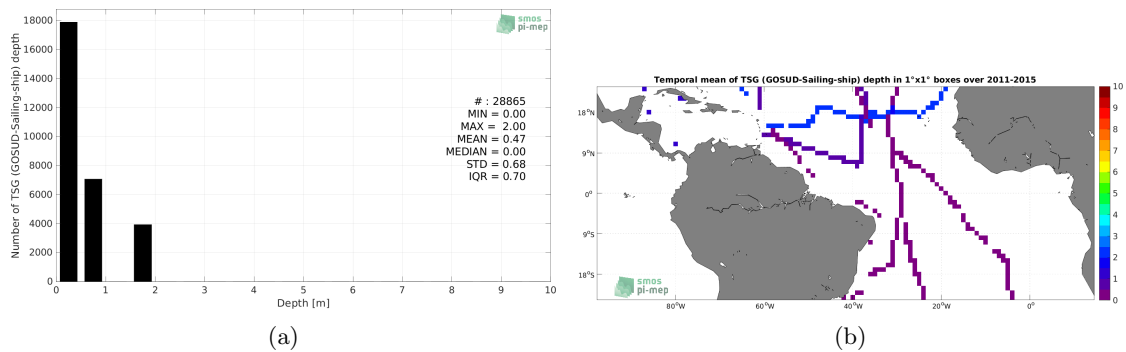 18000
16000
14000
12000
10000
8000
6000
4000
2000
0
Number of TSG (GOSUD-Sailing-ship) depth
smos
pi-mep
# : 28865
MIN = 0.00
MAX = 2.00
MEAN = 0.47
MEDIAN = 0.00
STD = 0.68
IQR = 0.70
0 1 2 3 4 5 6 7 8 9 10
Depth [m]
(a)
Temporal mean of TSG (GOSUD-Sailing-ship) depth in 1°x1° boxes over 2011-2015
18°N
9°N
0°
9°S
18°S
smos
pi-mep
80°W 60°W 40°W 20°W 0°
10
9
8
7
6
5
4
3
2
1
0
(b)